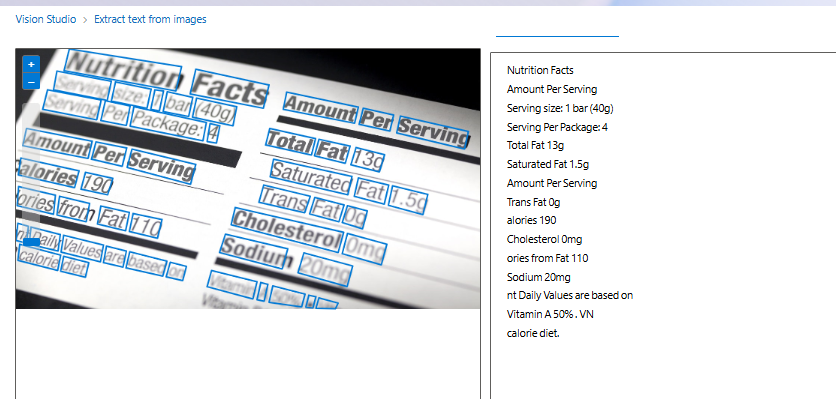 Vision Studio > Extract text from images
Nutrition Facts
Serving size: 1 bar (40g)
Serving Per Package: 4
Amount Per Serving
alories 190
ories from Fat 110
Daily Values are based on
calorie diet
Amount Per Serving
Total Fat 13g
Saturated Fat 1.5g
Trans Fat 0g
Cholesterol 0mg
Sodium 20mg
Vitamin A 50%
Nutrition Facts
Amount Per Serving
Serving size: 1 bar (40g)
Serving Per Package: 4
Total Fat 13g
Saturated Fat 1.5g
Amount Per Serving
Trans Fat 0g
alories 190
Cholesterol 0mg
ories from Fat 110
Sodium 20mg
nt Daily Values are based on
Vitamin A 50% . VN
calorie diet.